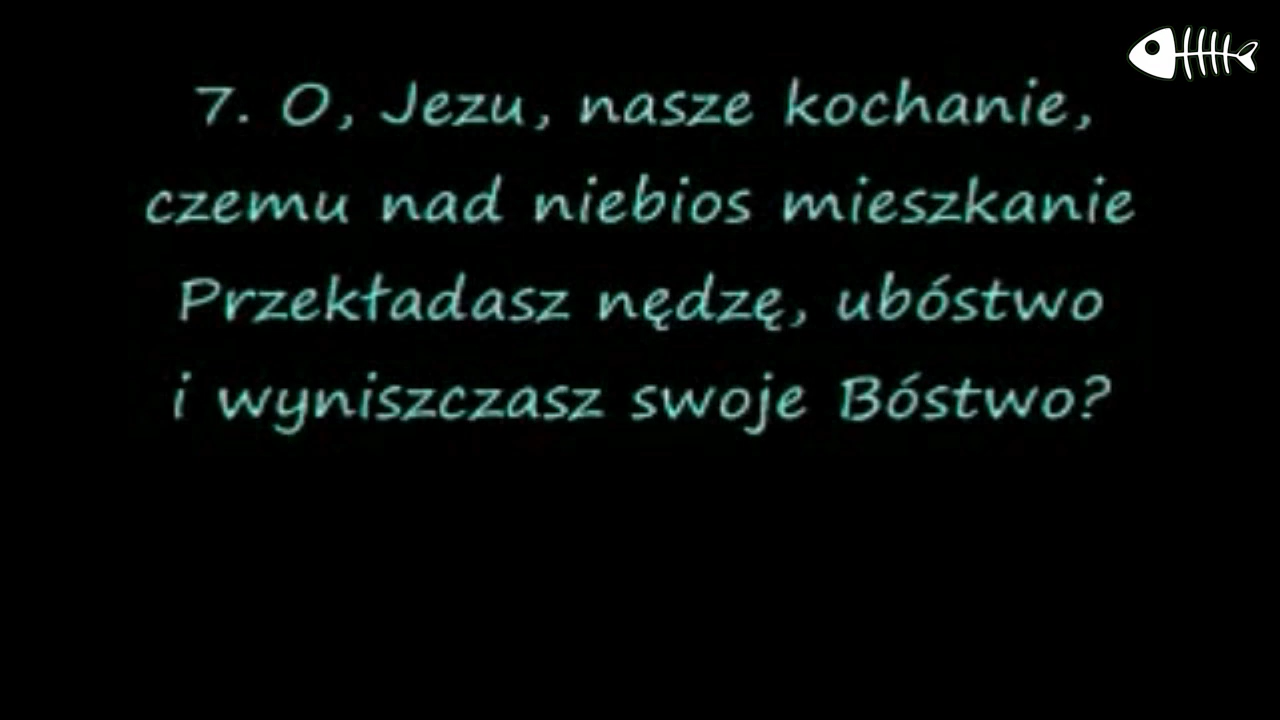 7. O, Jezu, nasze kochanie,
czemu nad niebios mieszkanie
Przekładasz nędzę, ubóstwo
i wyniszczasz swoje Bóstwo?